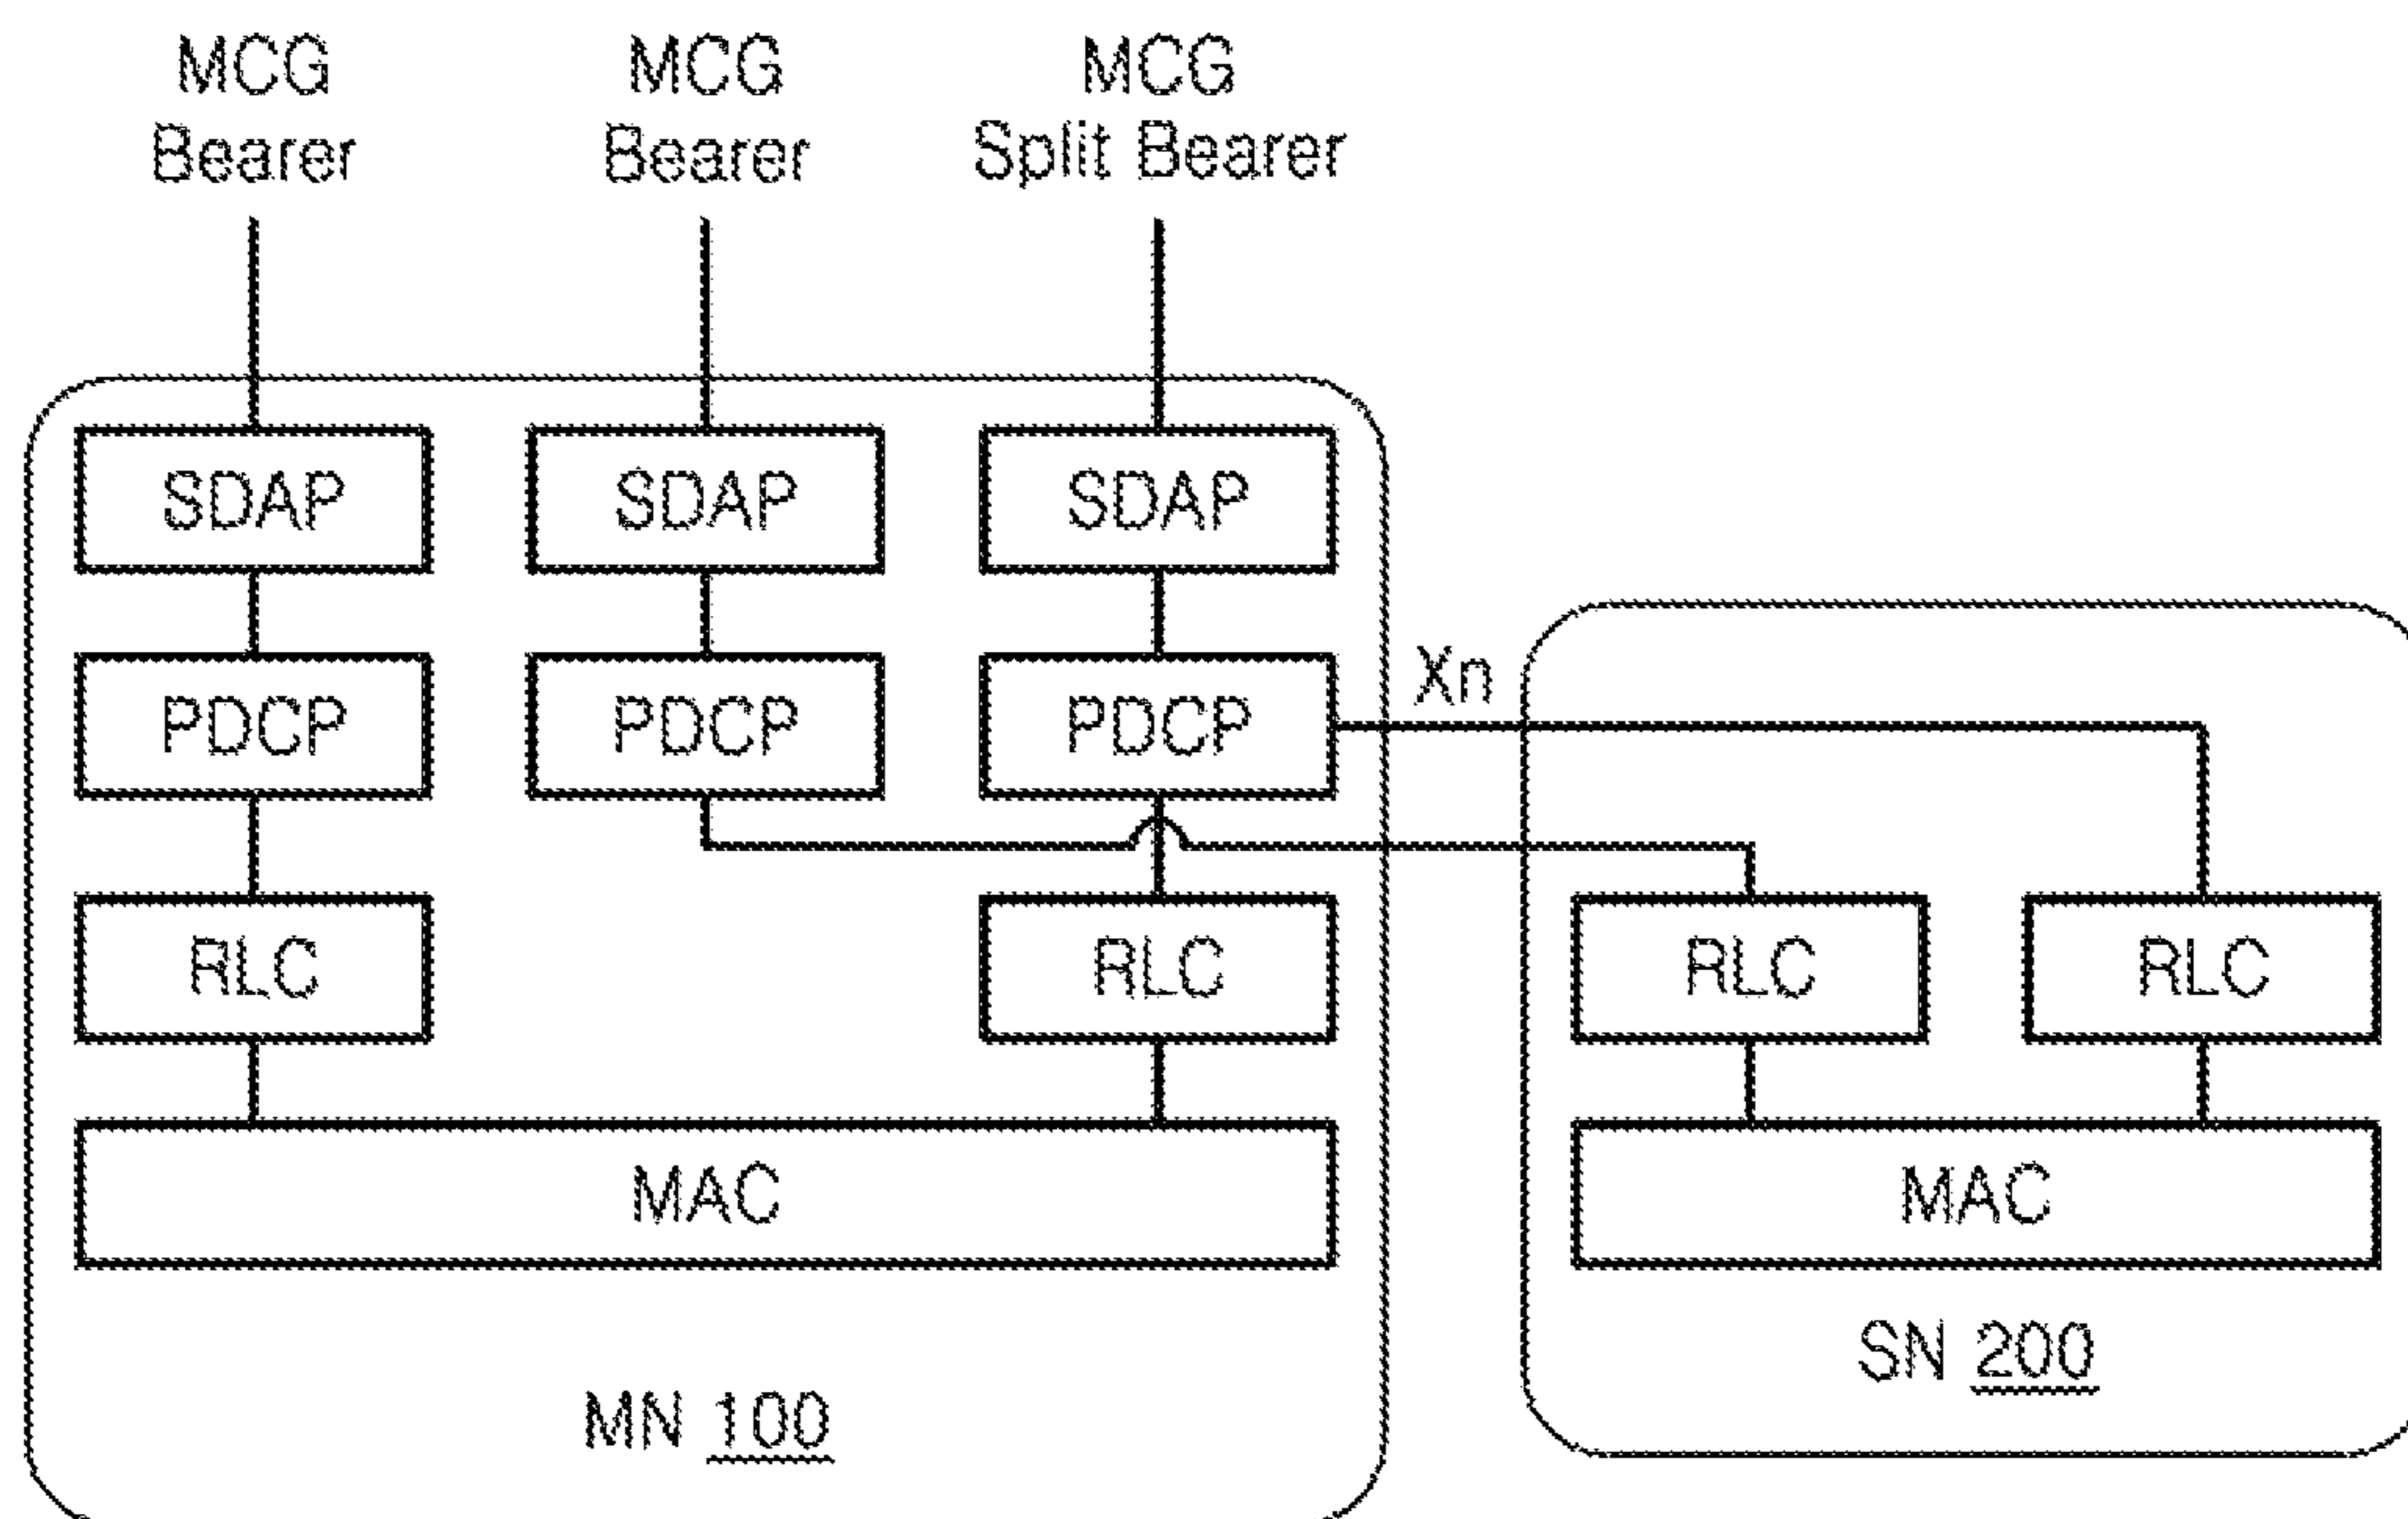 MCG
Bearer
MCG
Bearer
MCG
Split Bearer
SDAP
SDAP
SDAP
PDCP
PDCP
PDCP
Xn
RLC
RLC
RLC
RLC
MAC
MAC
MN 100
SN 200